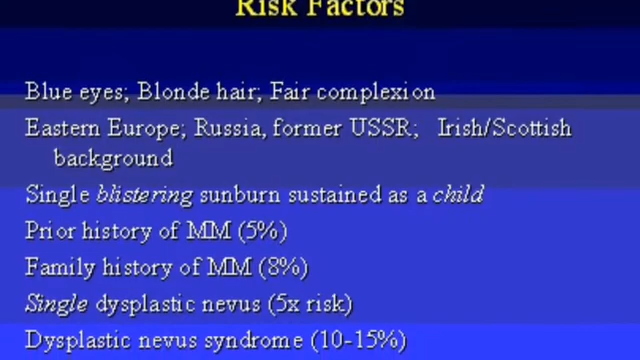 Risk Factors
Blue eyes; Blonde hair; Fair complexion
Eastern Europe; Russia, former USSR; Irish/Scottish
background
Single blistering sunburn sustained as a child
Prior history of MM (5%)
Family history of MM (8%)
Single dysplastic nevus (5x risk)
Dysplastic nevus syndrome (10-15%)